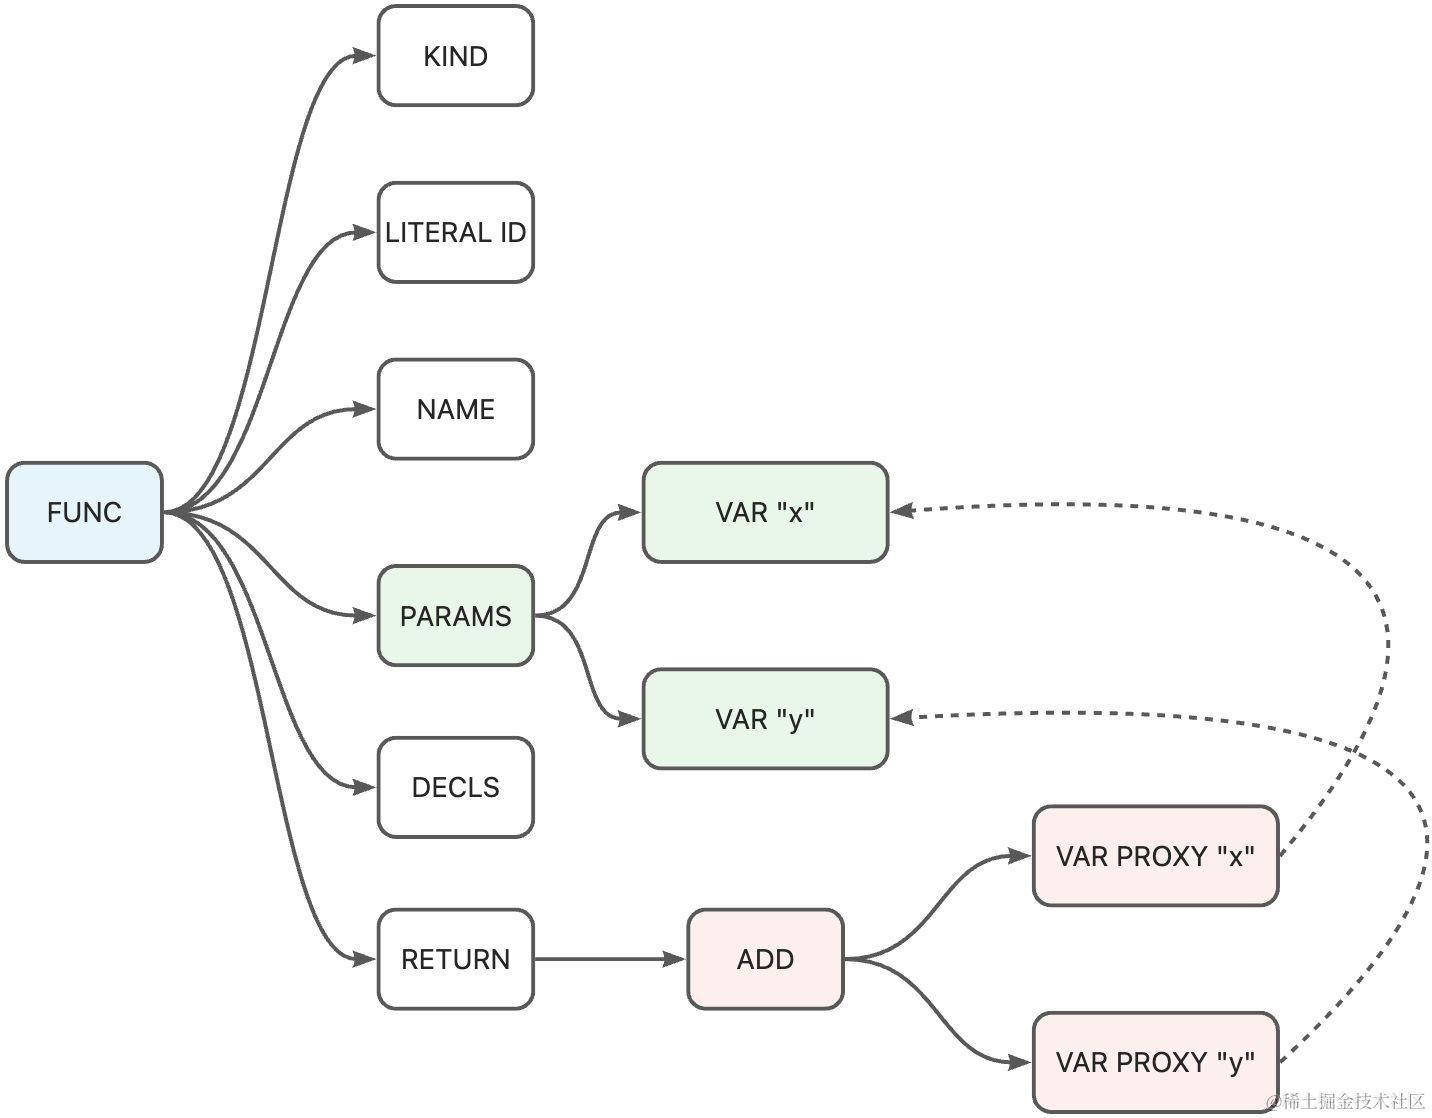 KIND
LITERAL ID
NAME
FUNC
VAR "x"
PARAMS
VAR "y"
DECLS
VAR PROXY "x"
RETURN
ADD
VAR PROXY "y"
@稀土掘金技术社区